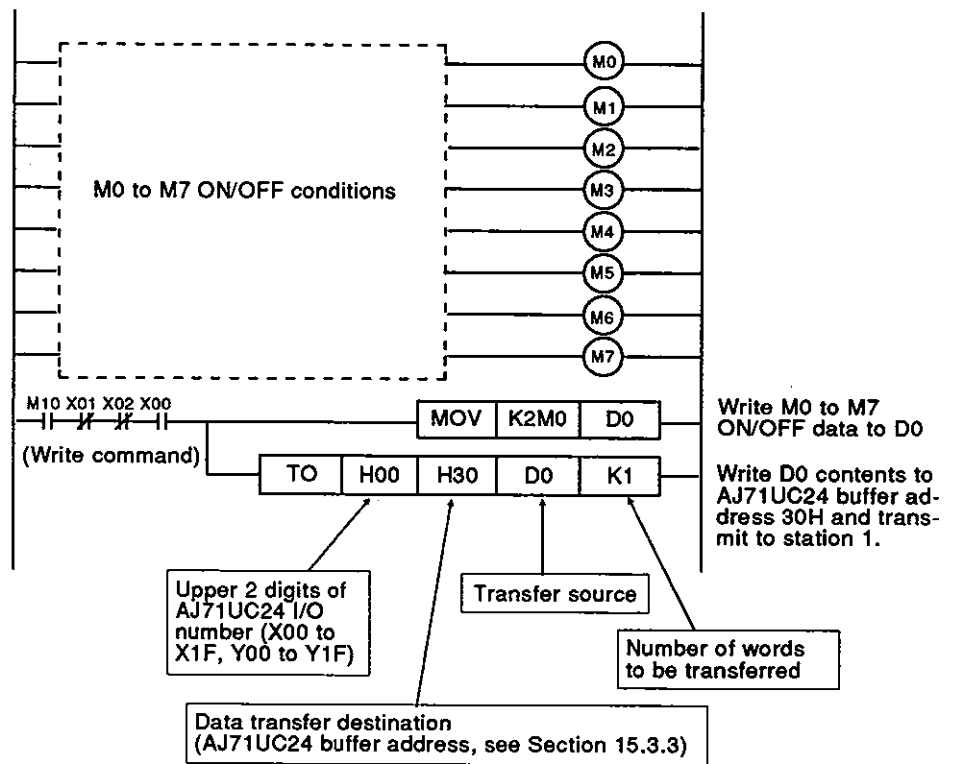 M0
M1
M2
M0 to M7 ON/OFF conditions
M3
M4
M5
M6
M7
M10 X01 X02 X00
(Write command)
MOV K2M0 D0
Write M0 to M7
ON/OFF data to D0
TO H00 H30 D0 K1
Write D0 contents to
AJ71UC24 buffer ad-
dress 30H and trans-
mit to station 1.
Upper 2 digits of
AJ71UC24 I/O
number (X00 to
X1F, Y00 to Y1F)
Transfer source
Number of words
to be transferred
Data transfer destination
(AJ71UC24 buffer address, see Section 15.3.3)